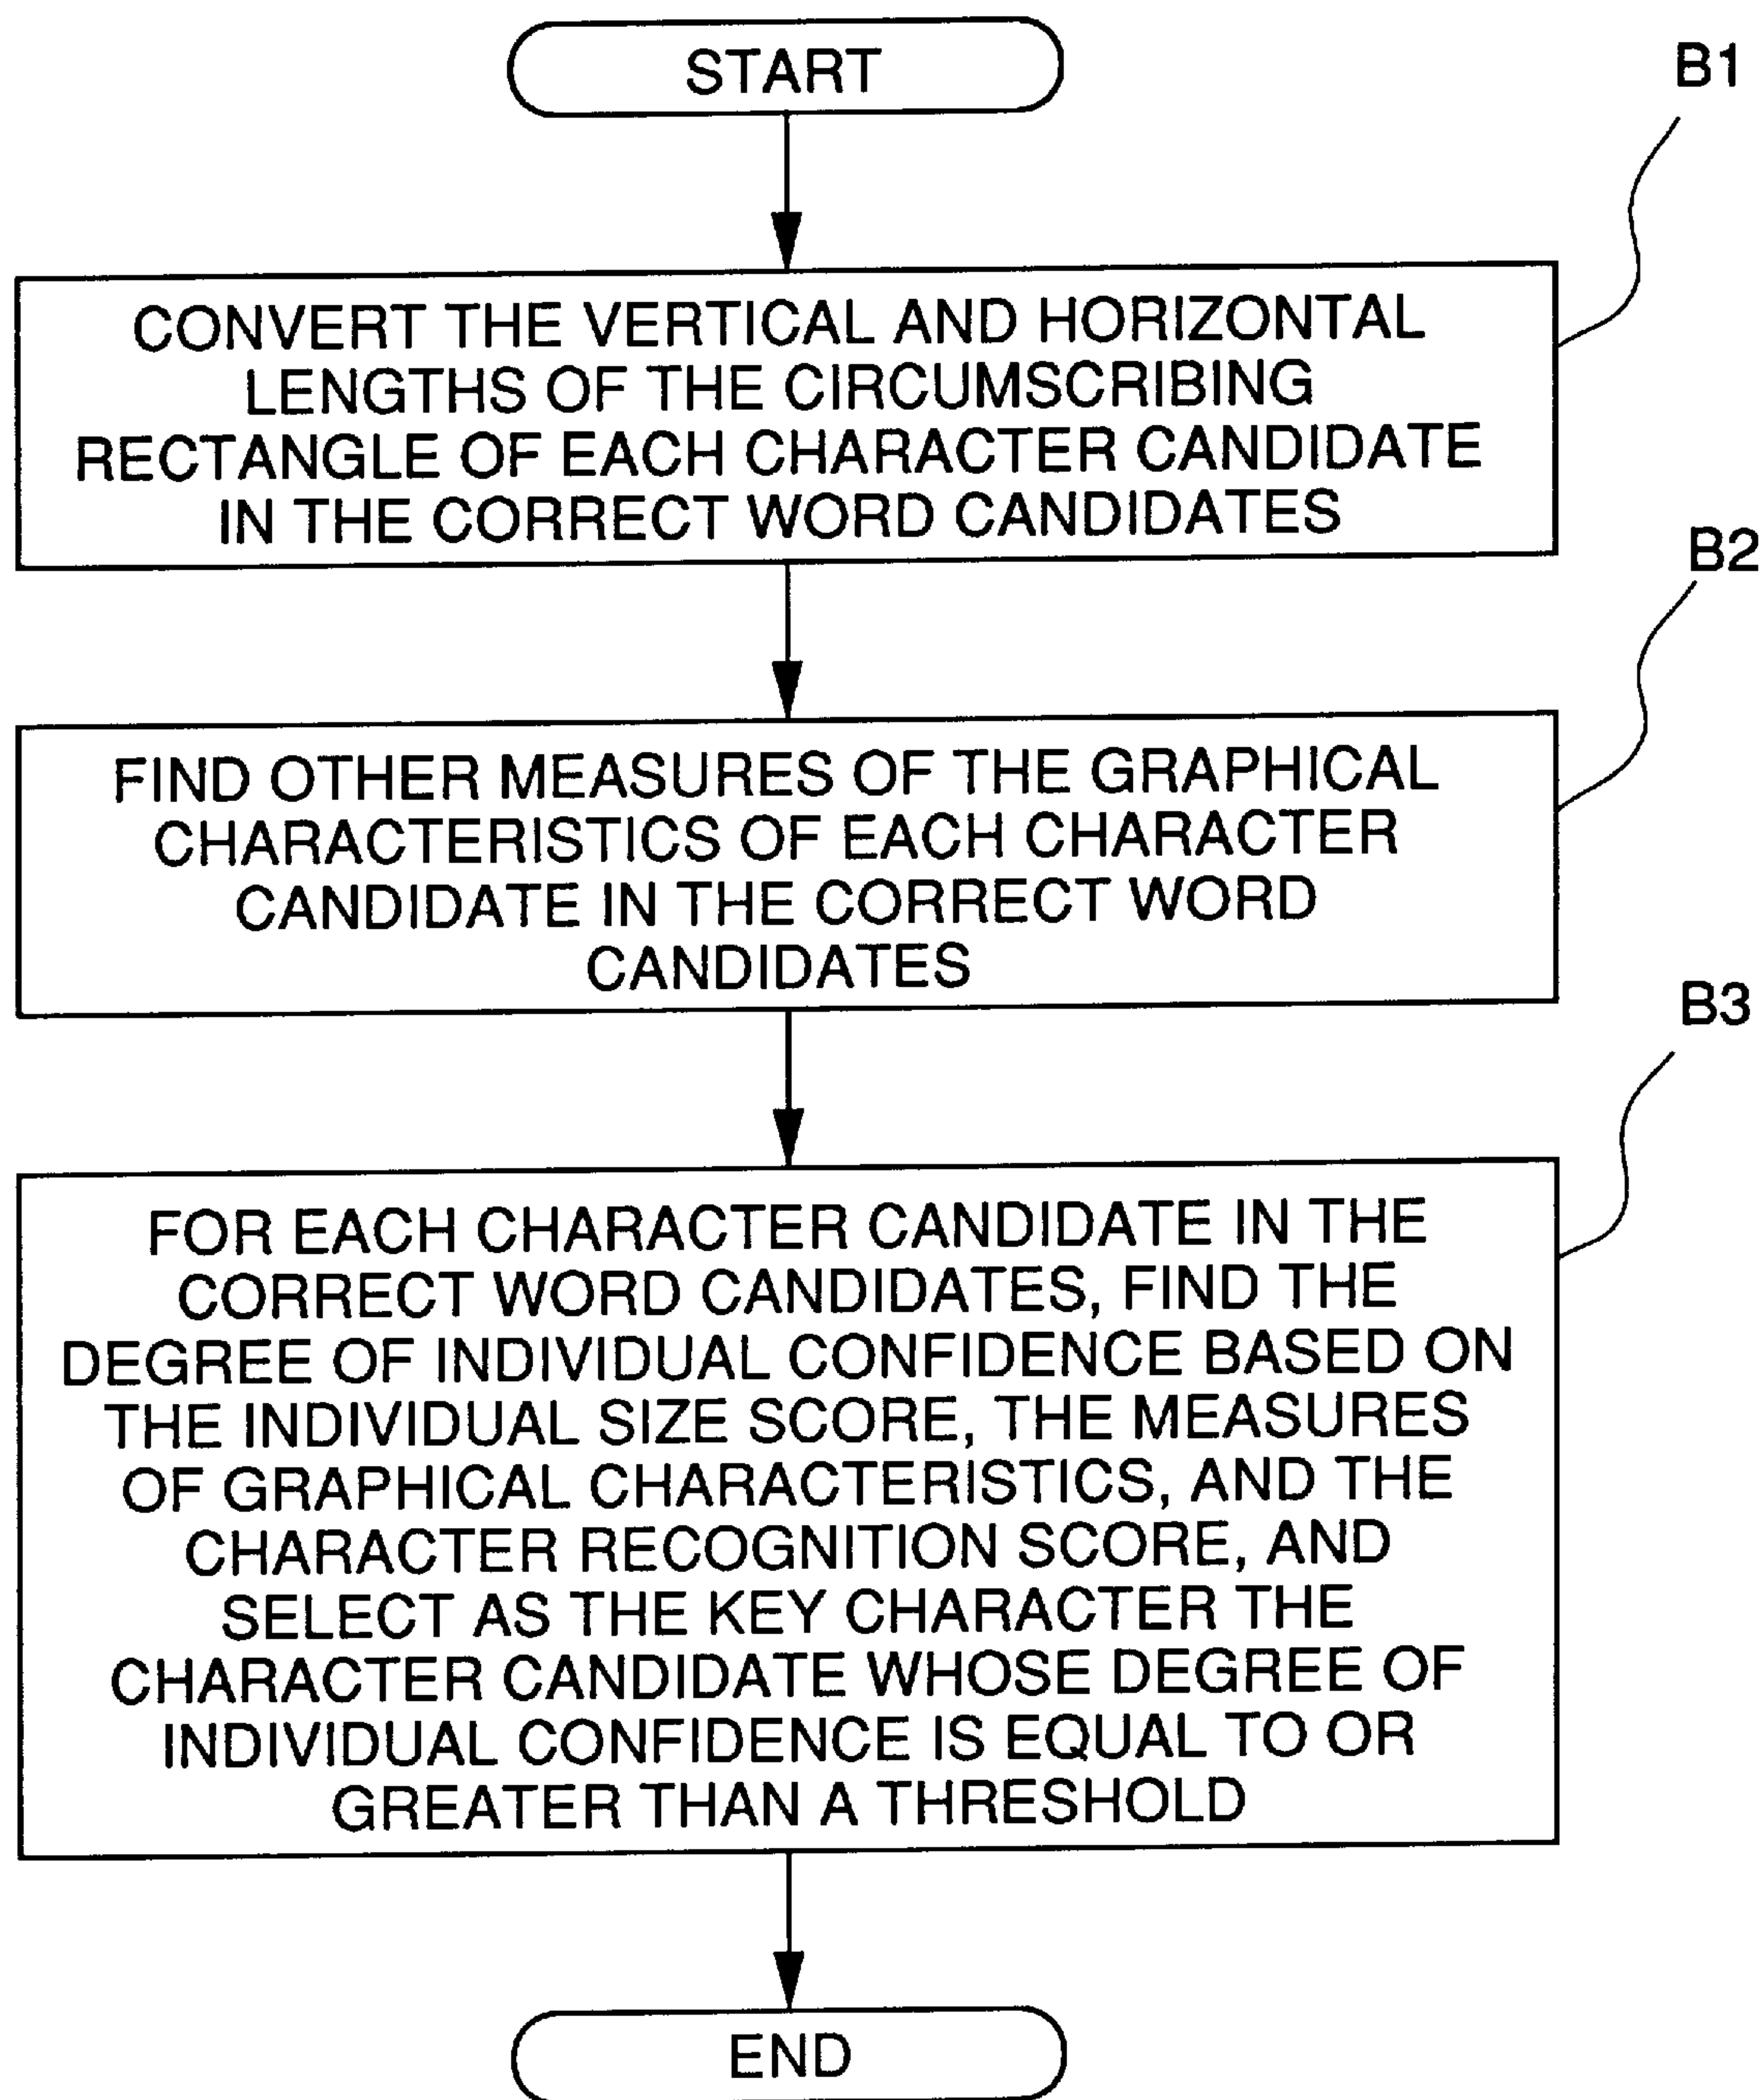 START
B1
CONVERT THE VERTICAL AND HORIZONTAL
LENGTHS OF THE CIRCUMSCRIBING
RECTANGLE OF EACH CHARACTER CANDIDATE
IN THE CORRECT WORD CANDIDATES
B2
FIND OTHER MEASURES OF THE GRAPHICAL
CHARACTERISTICS OF EACH CHARACTER
CANDIDATE IN THE CORRECT WORD
CANDIDATES
B3
FOR EACH CHARACTER CANDIDATE IN THE
CORRECT WORD CANDIDATES, FIND THE
DEGREE OF INDIVIDUAL CONFIDENCE BASED ON
THE INDIVIDUAL SIZE SCORE, THE MEASURES
OF GRAPHICAL CHARACTERISTICS, AND THE
CHARACTER RECOGNITION SCORE, AND
SELECT AS THE KEY CHARACTER THE
CHARACTER CANDIDATE WHOSE DEGREE OF
INDIVIDUAL CONFIDENCE IS EQUAL TO OR
GREATER THAN A THRESHOLD
END